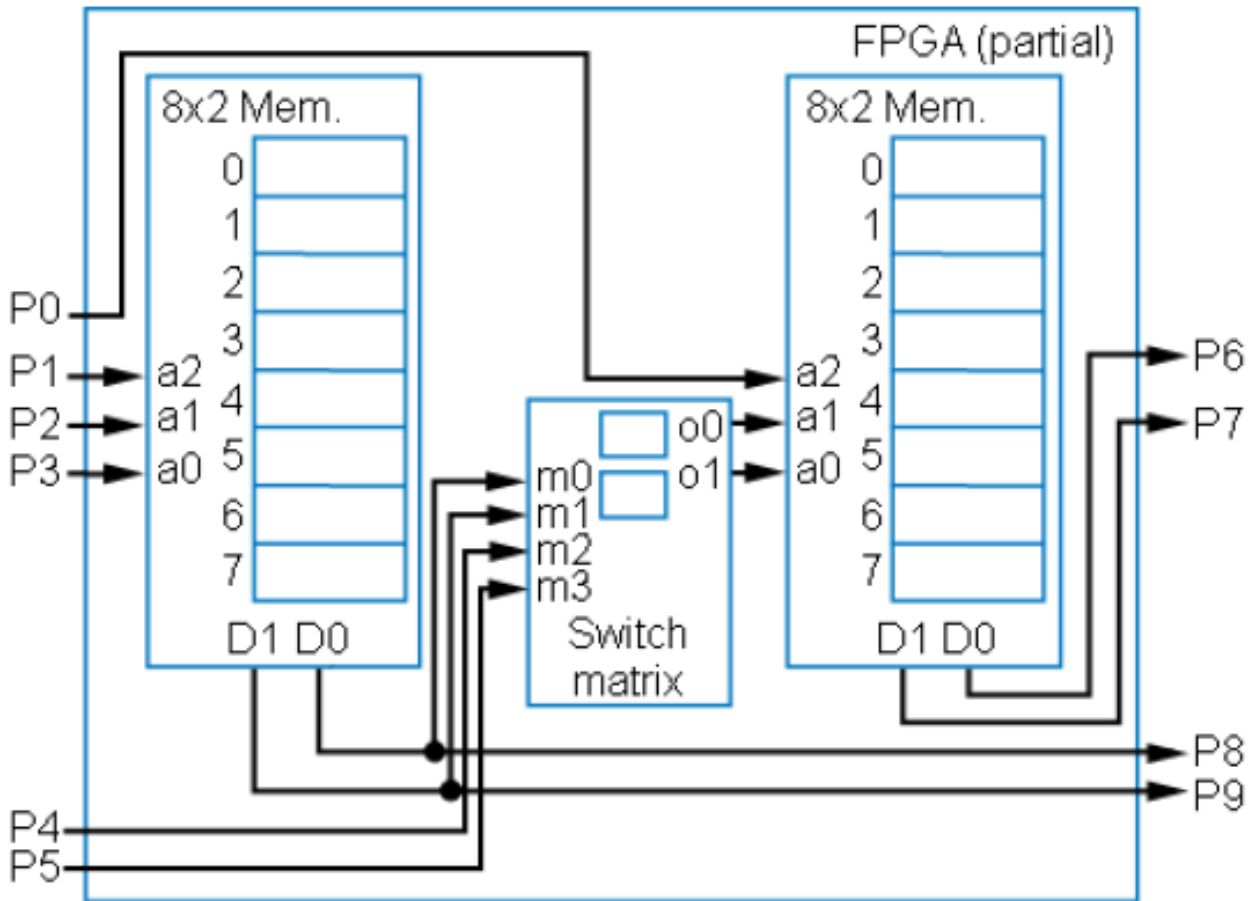 FPGA (partial)
8x2 Mem.
0
1
2
3
4
5
6
7
a2
a1
a0
D1 D0
P0
P1
P2
P3
P4
P5
o0
o1
m0
m1
m2
m3
Switch
matrix
8x2 Mem.
0
1
2
3
4
5
6
7
a2
a1
a0
D1 D0
P6
P7
P8
P9